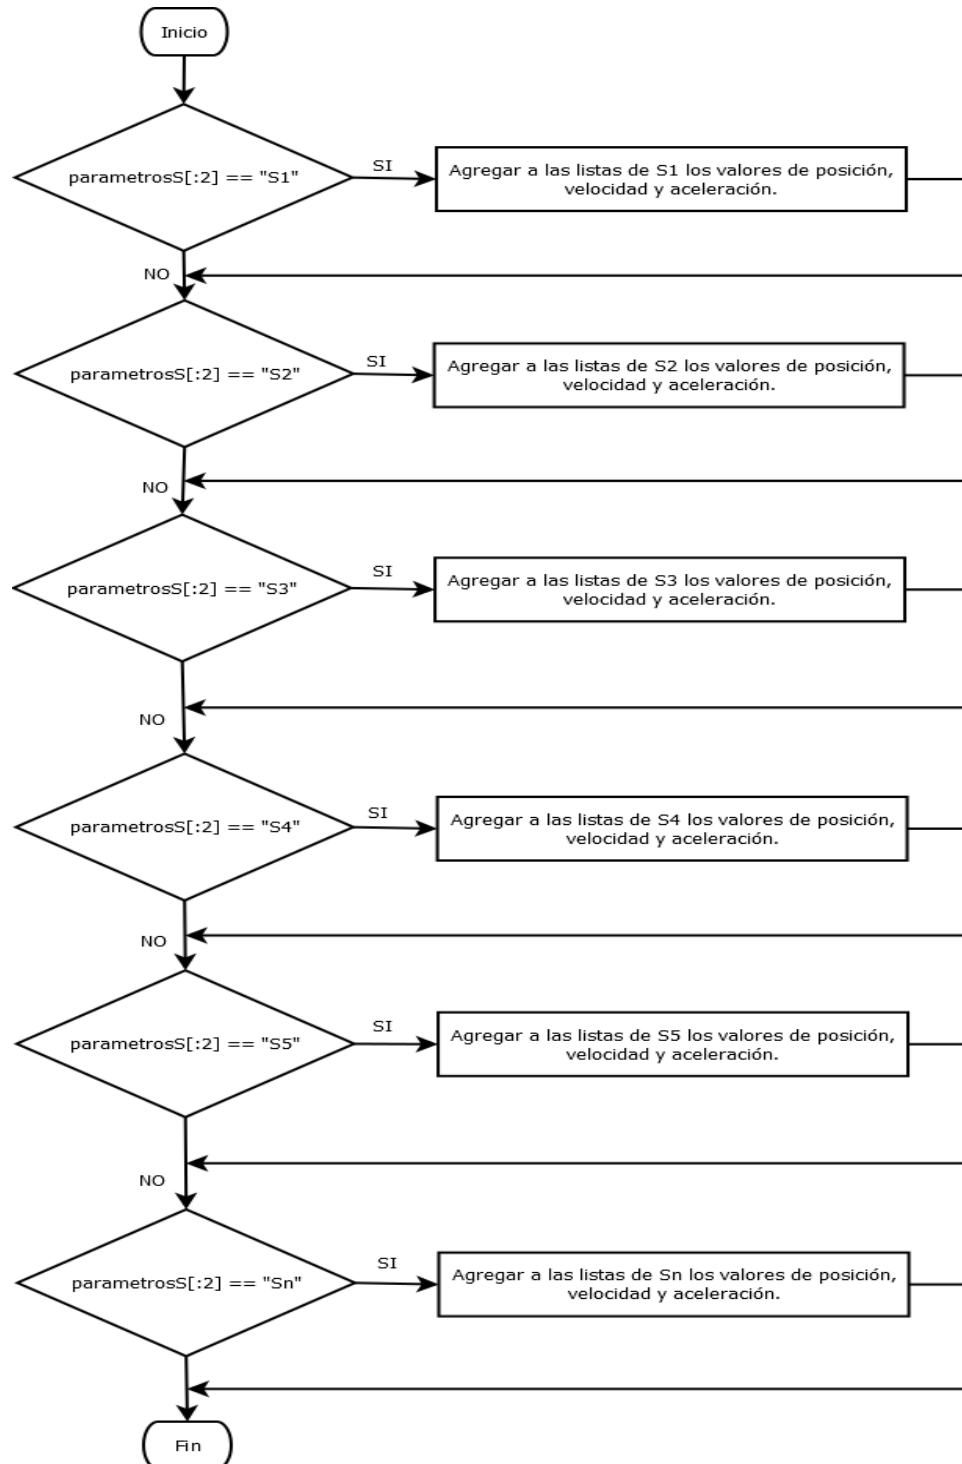 Inicio
parametrosS[:2] == "S1"
SI
Agregar a las listas de S1 los valores de posición,
velocidad y aceleración.
NO
parametrosS[:2] == "S2"
SI
Agregar a las listas de S2 los valores de posición,
velocidad y aceleración.
NO
parametrosS[:2] == "S3"
SI
Agregar a las listas de S3 los valores de posición,
velocidad y aceleración.
NO
parametrosS[:2] == "S4"
SI
Agregar a las listas de S4 los valores de posición,
velocidad y aceleración.
NO
parametrosS[:2] == "S5"
SI
Agregar a las listas de S5 los valores de posición,
velocidad y aceleración.
NO
parametrosS[:2] == "Sn"
SI
Agregar a las listas de Sn los valores de posición,
velocidad y aceleración.
Fin